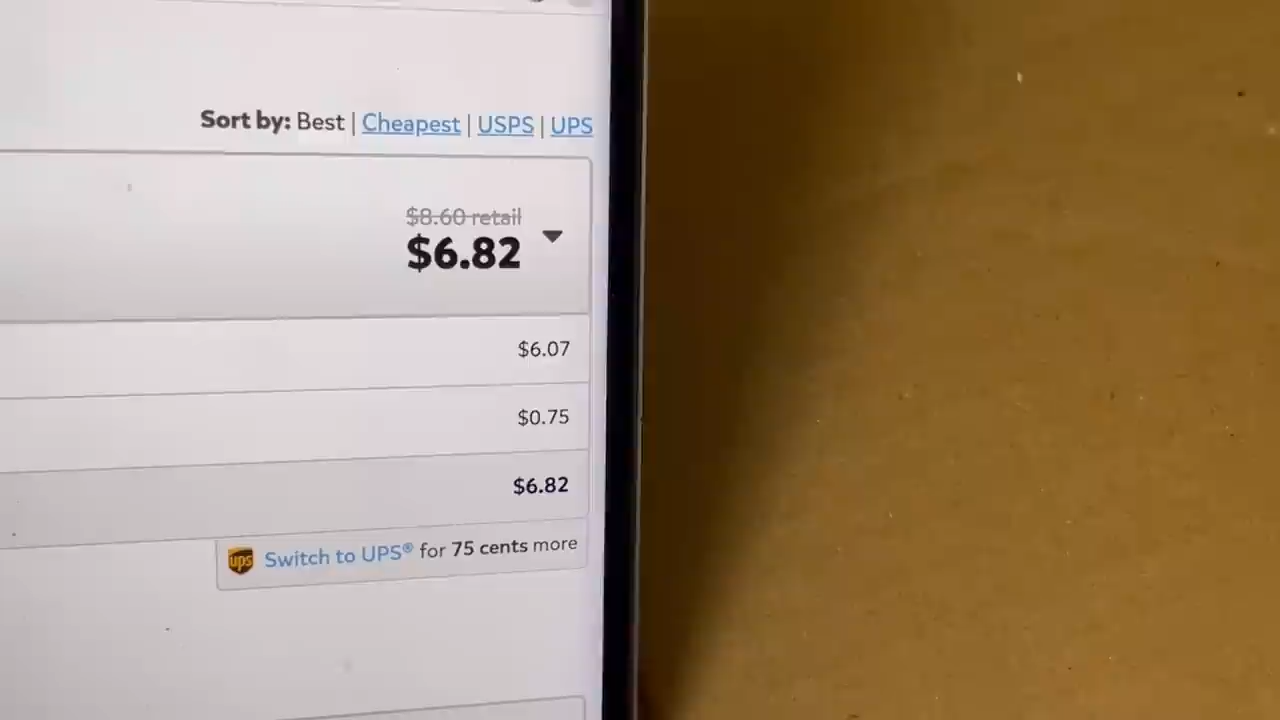 Sort by: Best | Cheapest | USPS | UPS
$8.60 retail
$6.82
$6.07
$0.75
$6.82
ups Switch to UPS® for 75 cents more